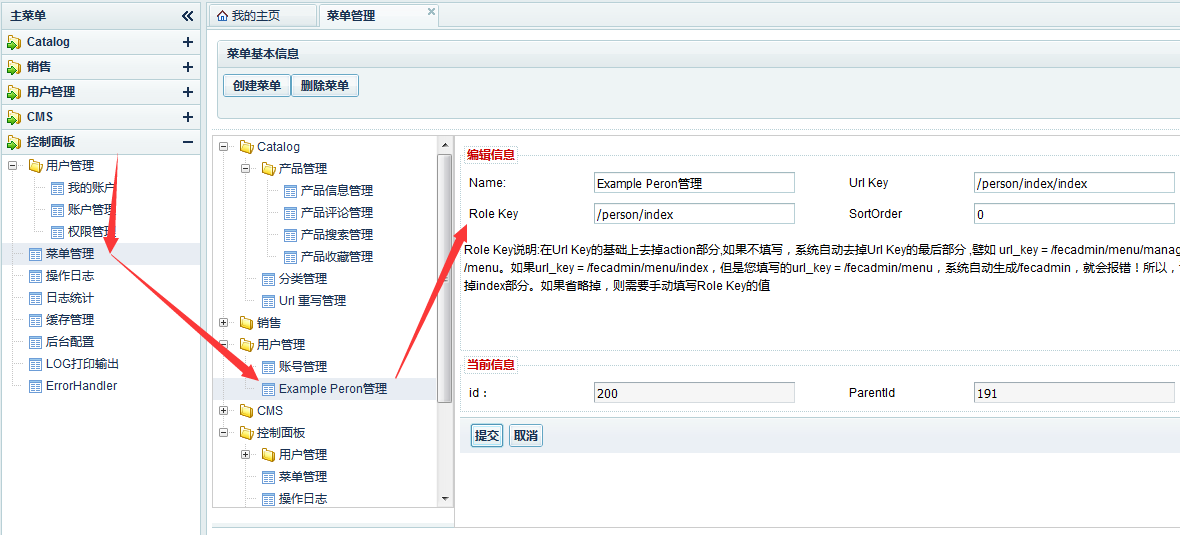 主菜单
Catalog
销售
用户管理
CMS
控制面板
用户管理
我的账户
账户管理
权限管理
菜单管理
操作日志
日志统计
缓存管理
后台配置
LOG打印输出
ErrorHandler
我的主页
菜单管理
菜单基本信息
创建菜单 删除菜单
Catalog
产品管理
产品信息管理
产品评论管理
产品搜索管理
产品收藏管理
分类管理
Url 重写管理
销售
用户管理
账号管理
Example Peron管理
CMS
控制面板
用户管理
菜单管理
操作日志
编辑信息
Name: Example Peron管理 Url Key /person/index/index
Role Key /person/index SortOrder 0
Role Key说明:在Url Key的基础上去掉action部分,如果不填写，系统自动去掉Url Key的最后部分,譬如 url_key = /fecadmin/menu/manag
/menu。如果url_key = /fecadmin/menu/index，但是您填写的url_key = /fecadmin/menu，系统自动生成/fecadmin，就会报错！所以，
掉index部分。如果省略掉，则需要手动填写Role Key的值
当前信息
id： 200 ParentId 191
提交 取消